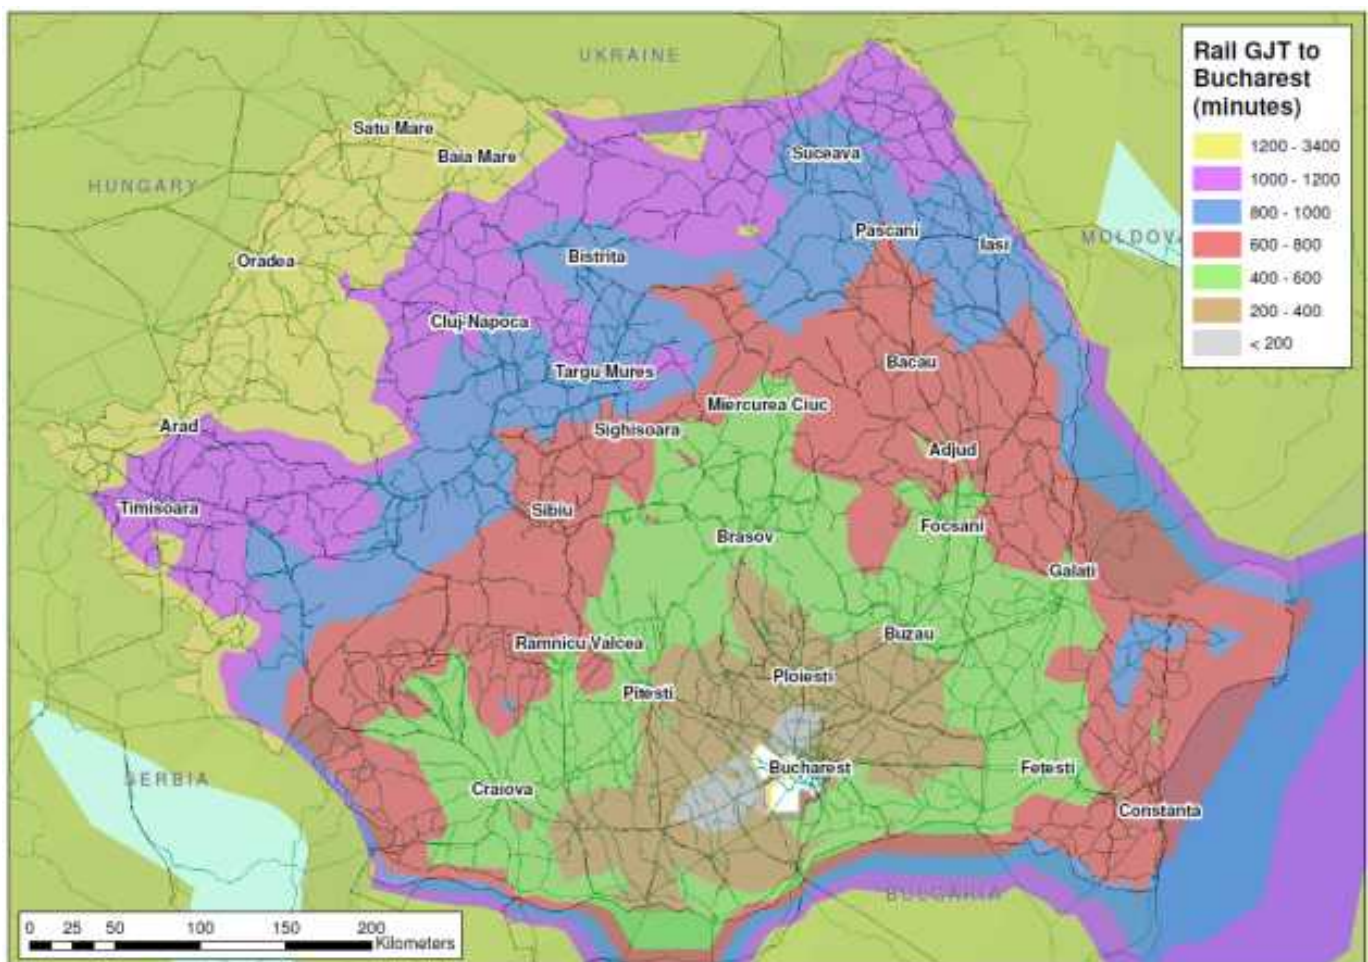 Rail GJT to
Bucharest
(minutes)
1200 - 3400
1000 - 1200
800 - 1000
600 - 800
400 - 600
200 - 400
< 200
UKRAINE
Satu Mare
Baia Mare
Suceava
HUNGARY
Pascani
Iasi
MOLDOVA
Oradea
Bistrita
Cluj-Napoca
Targu Mures
Bacau
Miercurea Ciuc
Arad
Sighisoara
Adjud
Timisoara
Sibiu
Focsani
Brasov
Galati
Ramnicu Valcea
Buzau
Pitesti
Ploiesti
SERBIA
Bucharest
Fetesti
Craiova
Constanta
BULGARIA
0 25 50 100 150 200
Kilometers